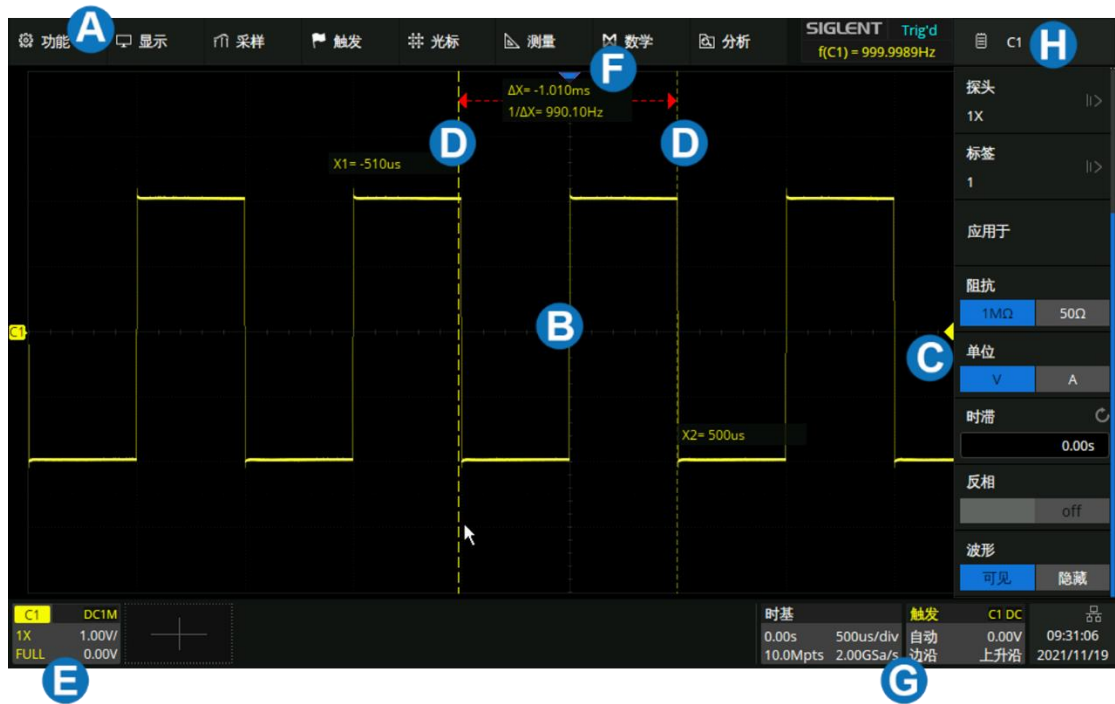 功能
A
显示
采样
触发
光标
测量
数学
分析
SIGLENT Trig'd
f(C1) = 999.9989Hz
C1
H
F
ΔX= -1.010ms
1/ΔX= 990.10Hz
D
D
X1= -510us
B
C1
C
X2= 500us
探头
1X
标签
1
应用于
阻抗
1MΩ 50Ω
单位
V A
时滞
0.00s
反相
off
波形
可见 隐藏
C1 DC1M
1X 1.00V/
FULL 0.00V
E
时基
0.00s 500us/div
10.0Mpts 2.00GSa/s
触发 C1 DC
自动 0.00V
边沿 上升沿
G
09:31:06
2021/11/19